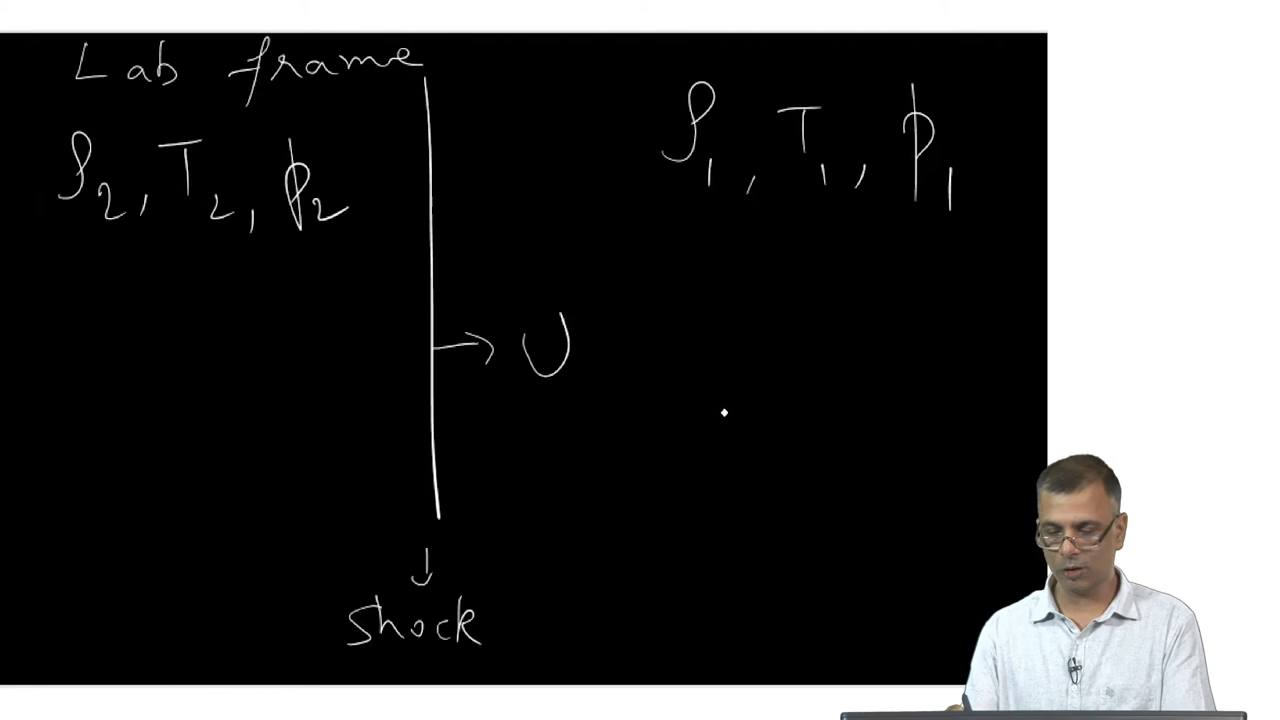 Lab frame
ρ₂, T₂, p₂
ρ₁, T₁, p₁
→ U
↓
Shock